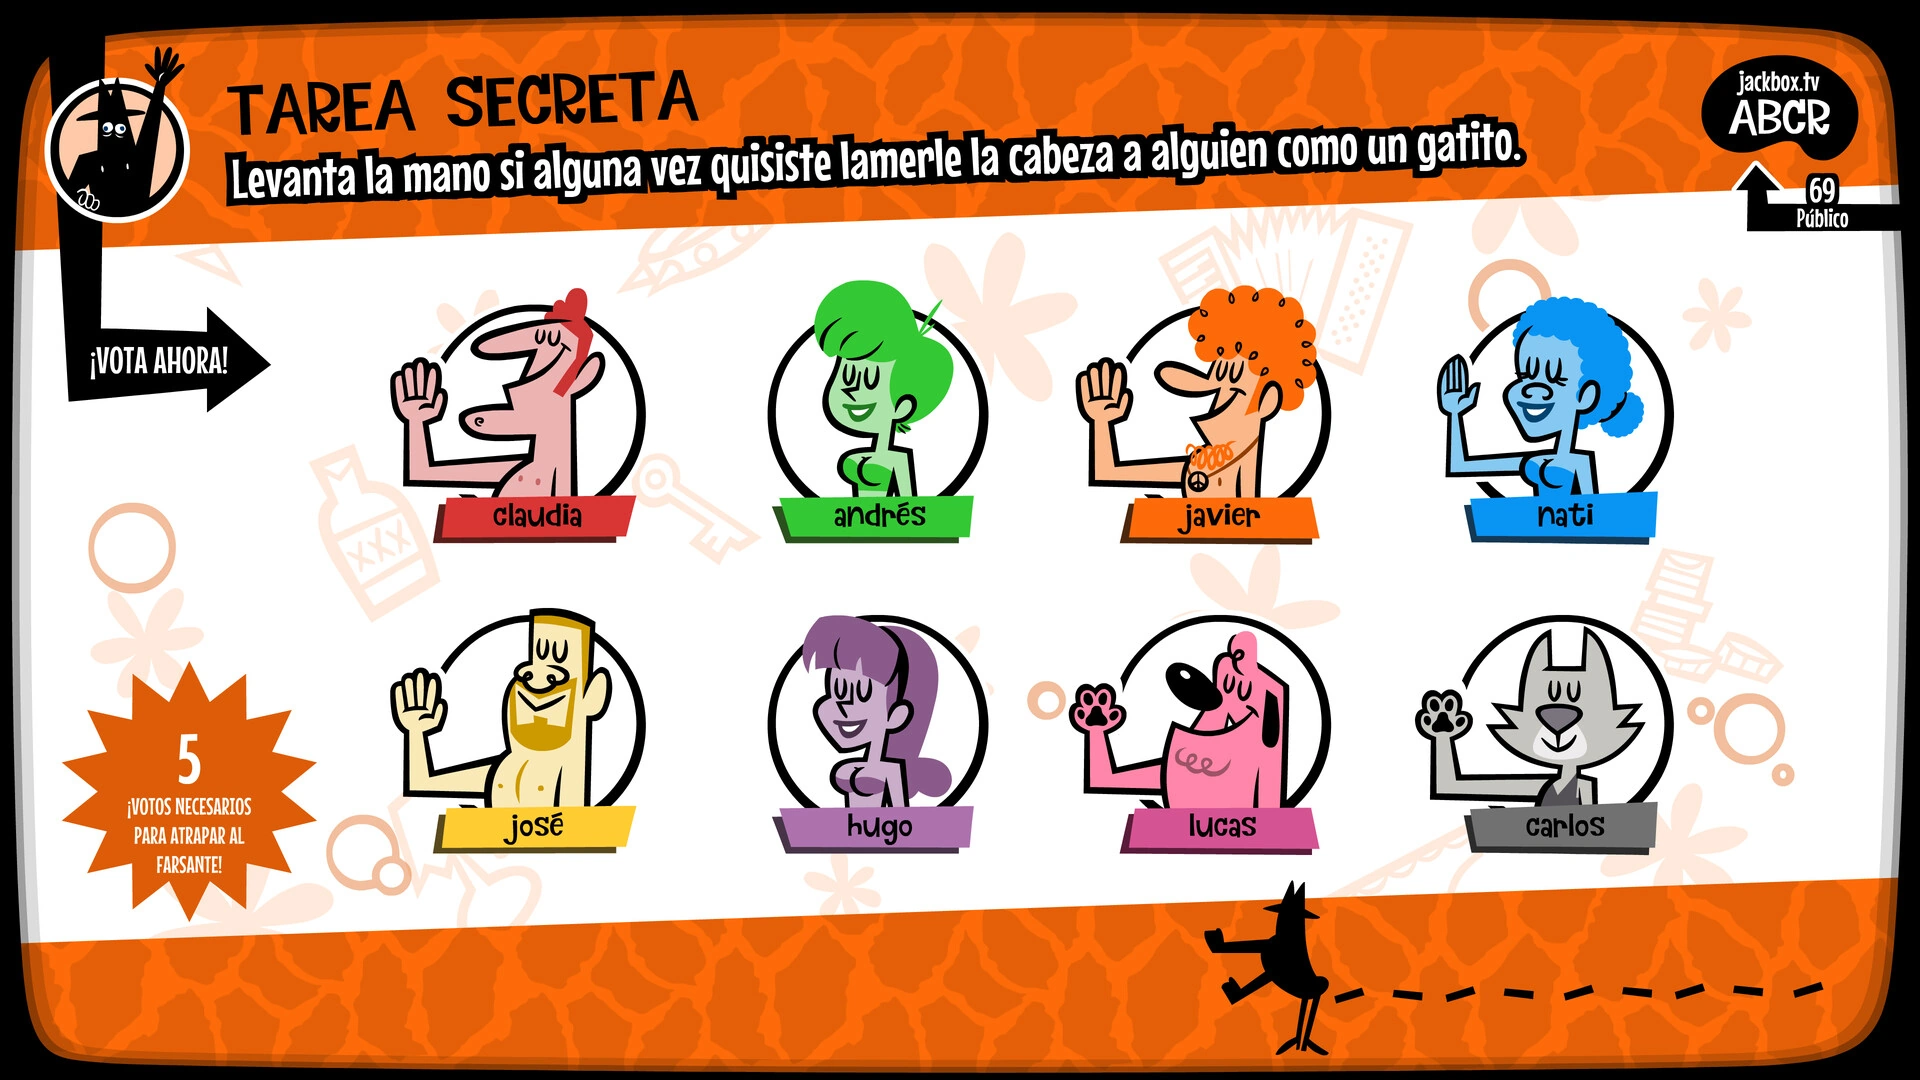 TAREA SECRETA
Levanta la mano si alguna vez quisiste lamerle la cabeza a alguien como un gatito.
jackbox.tv
ABCR
69
Público
¡VOTA AHORA!
claudia
andrés
javier
nati
XXX
josé
hugo
lucas
carlos
5
¡VOTOS NECESARIOS
PARA ATRAPAR AL
FARSANTE!